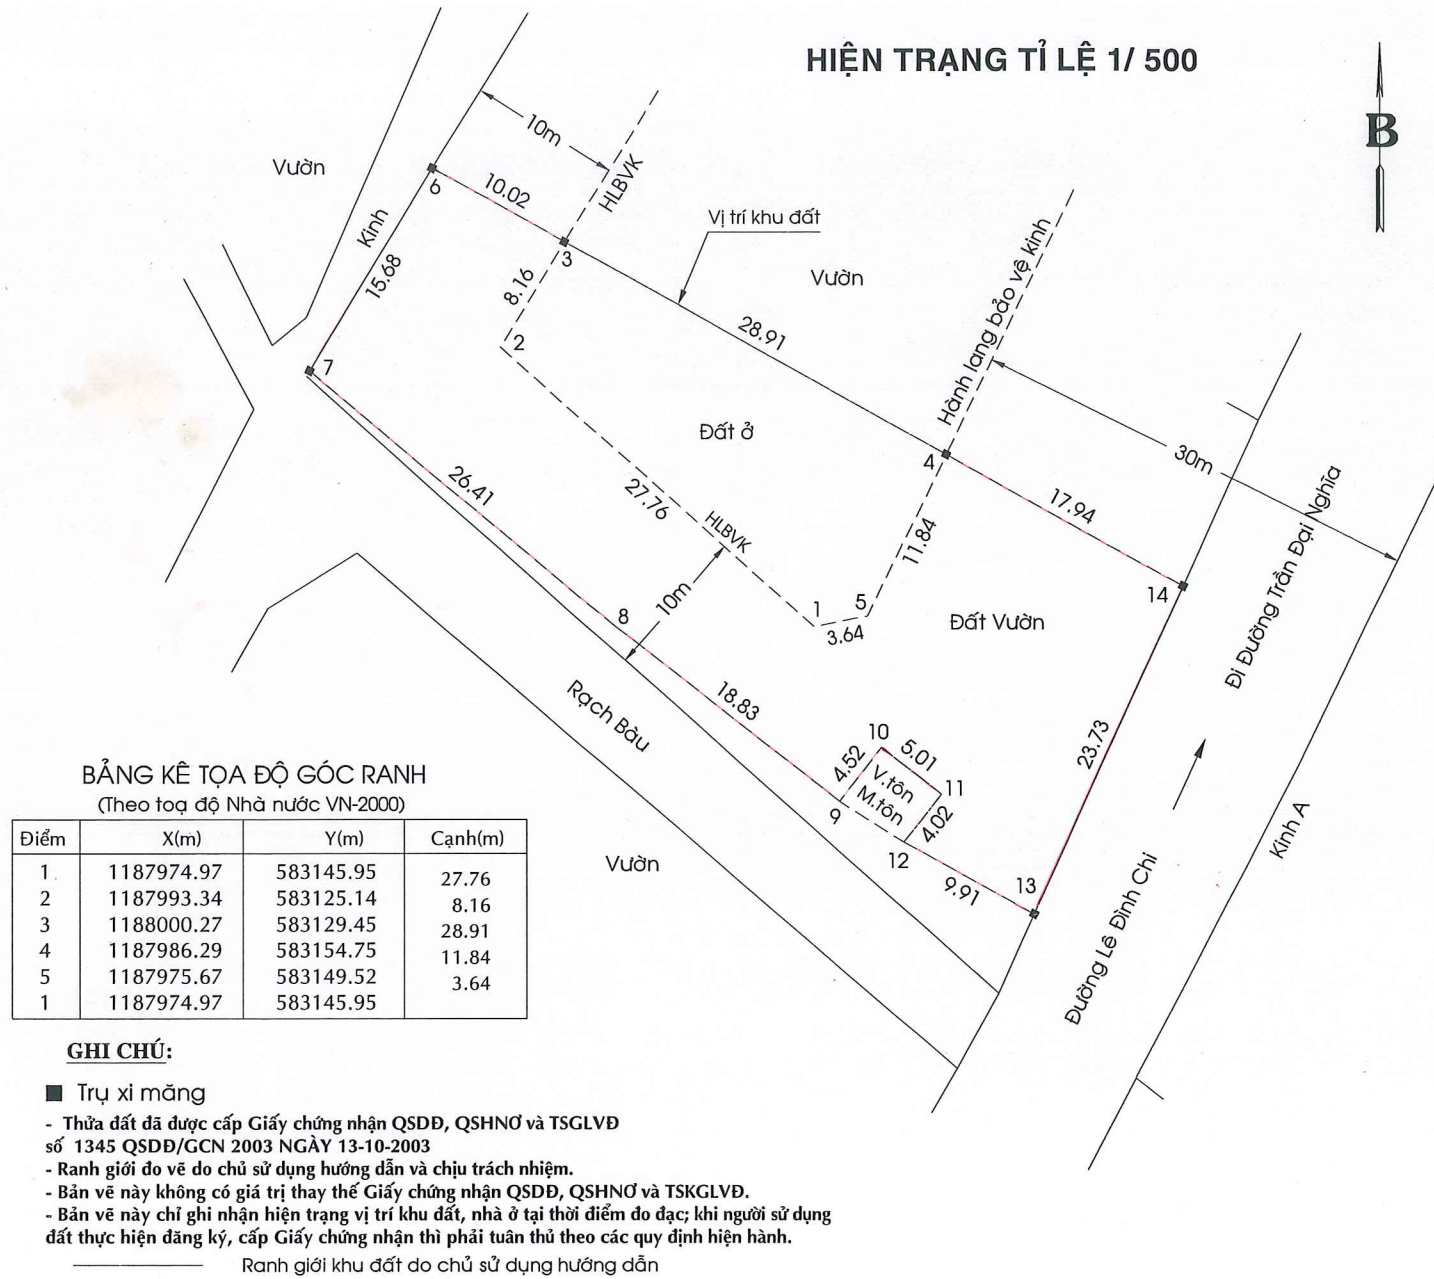 HIỆN TRẠNG TỈ LỆ 1/ 500
B
Vườn
10m
HLBVK
6
10.02
Kinh
15.68
3
8.16
2
7
Vị trí khu đất
Vườn
28.91
Hành lang bảo vệ kinh
Đất ở
4
30m
17.94
26.41
27.76
HLBVK
10m
11.84
14
Đi Đường Trần Đại Nghĩa
8
1
5
3.64
Đất Vườn
Rạch Bàu
18.83
10
5.01
4.52
V.tôn
M.tôn
11
4.02
9
12
9.91
13
23.73
Kinh A
Đường Lê Đình Chi
Vườn
BẢNG KÊ TỌA ĐỘ GÓC RANH
(Theo toạ độ Nhà nước VN-2000)
Điểm X(m) Y(m) Cạnh(m)
1 1187974.97 583145.95
27.76
2 1187993.34 583125.14
8.16
3 1188000.27 583129.45
28.91
4 1187986.29 583154.75
11.84
5 1187975.67 583149.52
3.64
1 1187974.97 583145.95
GHI CHÚ:
Trụ xi măng
- Thửa đất đã được cấp Giấy chứng nhận QSDĐ, QSHNƠ và TSGLVĐ
số 1345 QSDĐ/GCN 2003 NGÀY 13-10-2003
- Ranh giới đo vẽ do chủ sử dụng hướng dẫn và chịu trách nhiệm.
- Bản vẽ này không có giá trị thay thế Giấy chứng nhận QSDĐ, QSHNƠ và TSKGLVĐ.
- Bản vẽ này chỉ ghi nhận hiện trạng vị trí khu đất, nhà ở tại thời điểm đo đạc; khi người sử dụng
đất thực hiện đăng ký, cấp Giấy chứng nhận thì phải tuân thủ theo các quy định hiện hành.
Ranh giới khu đất do chủ sử dụng hướng dẫn